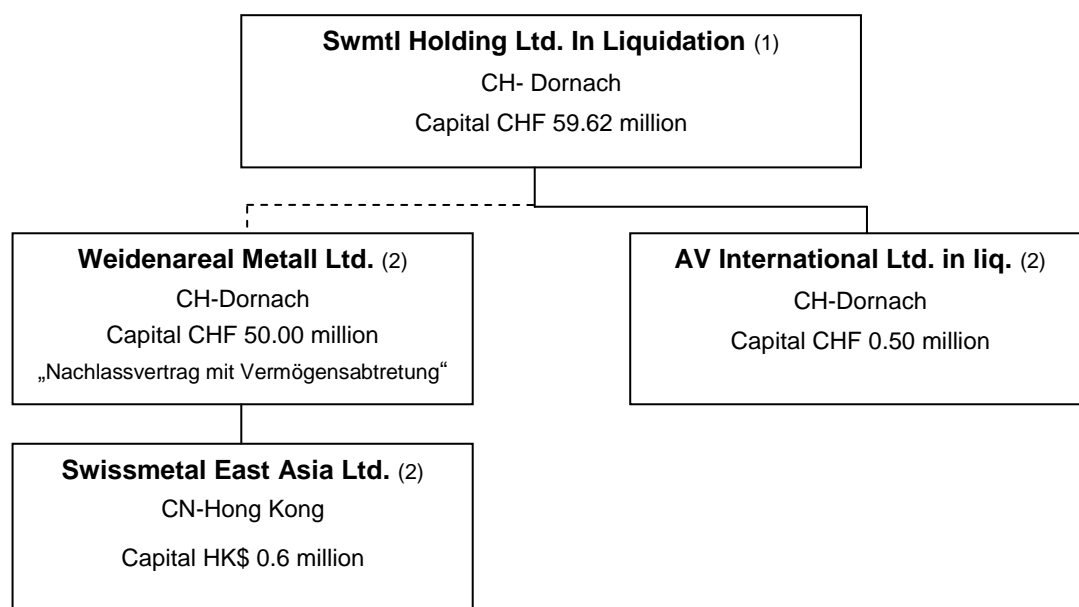 Swmtl Holding Ltd. In Liquidation (1)
CH- Dornach
Capital CHF 59.62 million
Weidenareal Metall Ltd. (2)
CH-Dornach
Capital CHF 50.00 million
„Nachlassvertrag mit Vermögensabtretung“
AV International Ltd. in liq. (2)
CH-Dornach
Capital CHF 0.50 million
Swissmetal East Asia Ltd. (2)
CN-Hong Kong
Capital HK$ 0.6 million